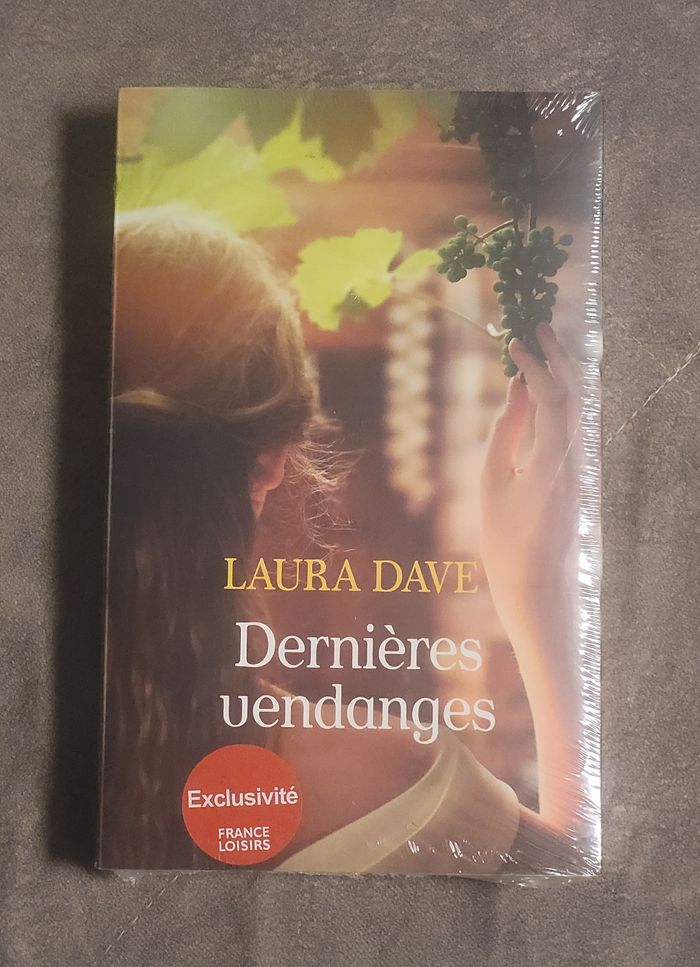 LAURA DAVE
Dernières
vendanges
Exclusivité
FRANCE
LOISIRS